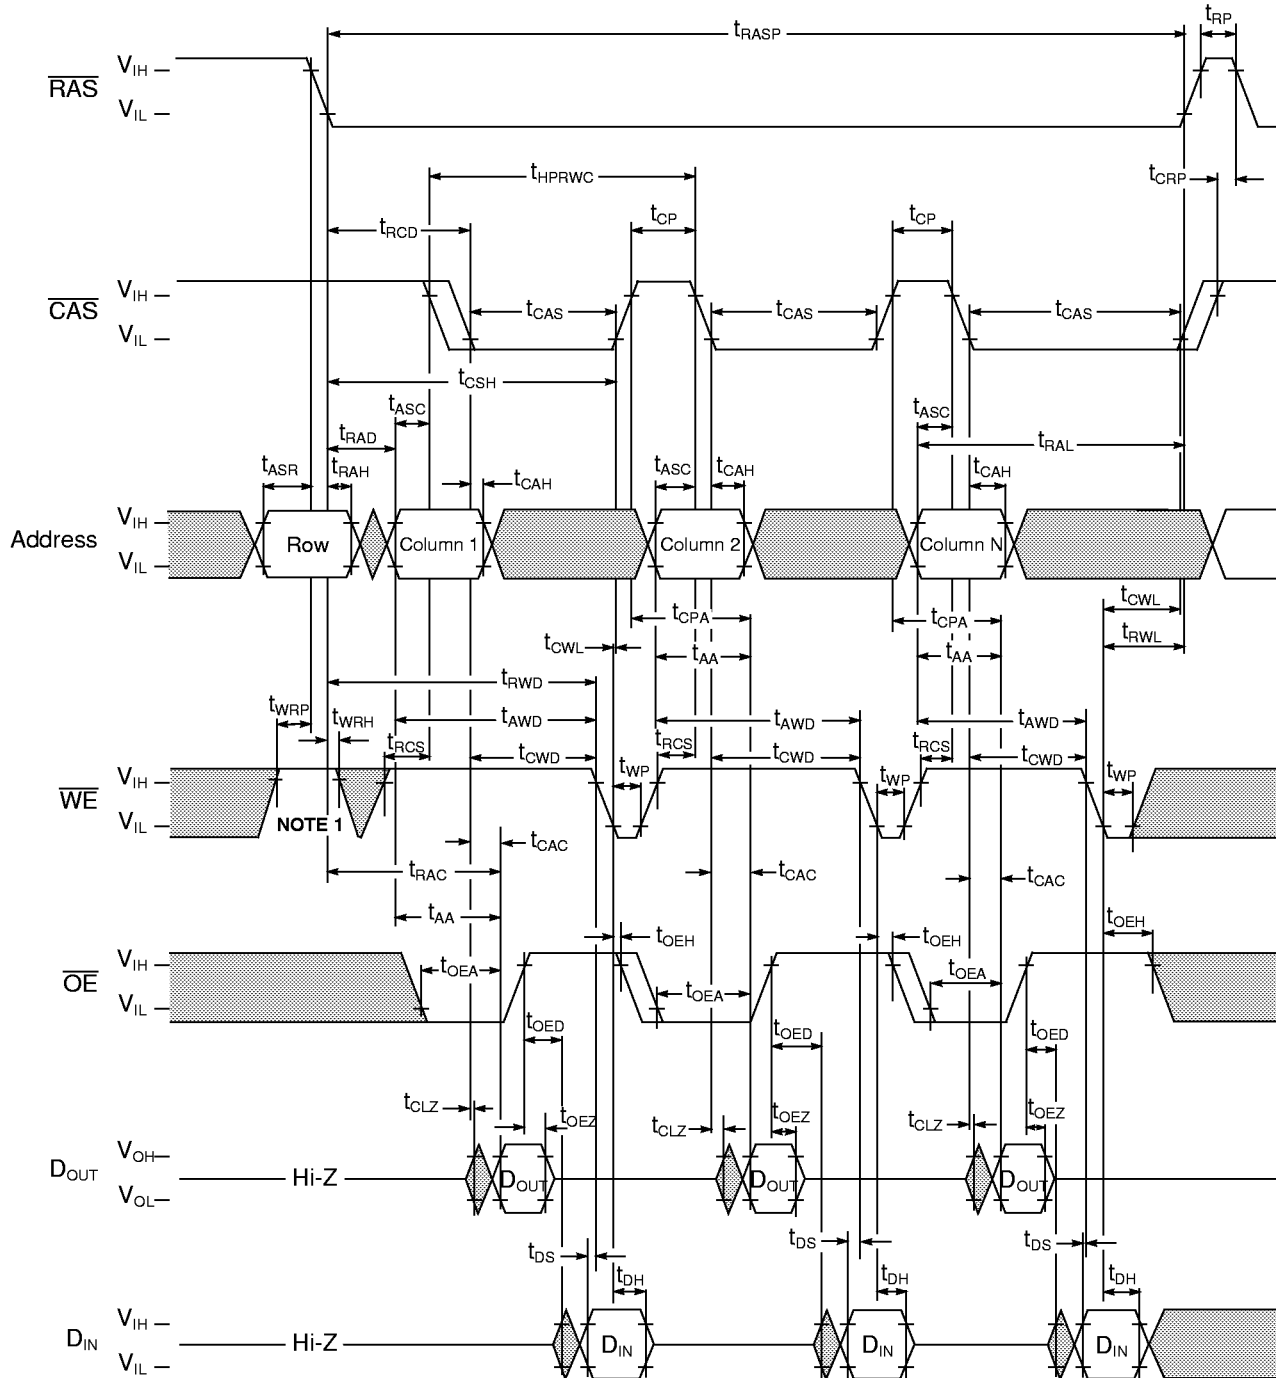 tRASP
tRP
RAS VIH
VIL
tHPRWC
tCRP
tRCD
tCP
tCP
CAS VIH
VIL
tCAS
tCAS
tCAS
tCSH
tASC
tASC
tRAD
tRAL
tASR
tRAH
tCAH
tASC
tCAH
tCAH
Address VIH
VIL
Row
Column 1
Column 2
Column N
tCPA
tCPA
tCWL
tCWL
tRWL
tAA
tAA
tRWD
tWRP
tWRH
tAWD
tAWD
tAWD
tRCS
tCWD
tRCS
tCWD
tRCS
tCWD
WE VIH
VIL
tWP
tWP
tWP
NOTE 1
tCAC
tRAC
tCAC
tCAC
tAA
tOEH
tOEH
tOEH
OE VIH
VIL
tOEA
tOEA
tOEA
tOED
tOED
tOED
tCLZ
tOEZ
tCLZ
tOEZ
tCLZ
tOEZ
DOUT VOH
VOL
Hi-Z
DOUT
DOUT
DOUT
tDS
tDS
tDS
tDH
tDH
tDH
DIN VIH
VIL
Hi-Z
DIN
DIN
DIN